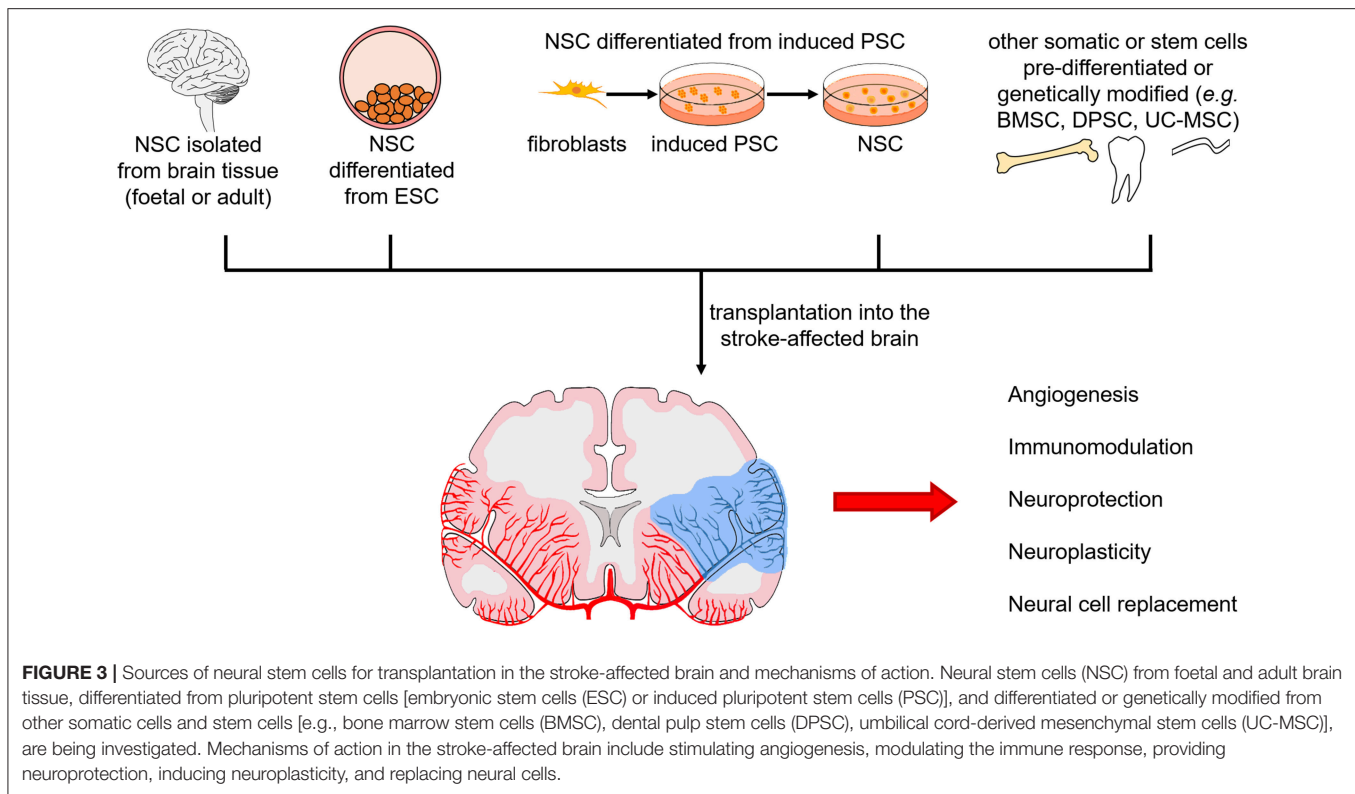 NSC isolated
from brain tissue
(foetal or adult)
NSC
differentiated
from ESC
NSC differentiated from induced PSC
fibroblasts
induced PSC
NSC
other somatic or stem cells
pre-differentiated or
genetically modified (e.g.
BMSC, DPSC, UC-MSC)
transplantation into the
stroke-affected brain
Angiogenesis
Immunomodulation
Neuroprotection
Neuroplasticity
Neural cell replacement
FIGURE 3 | Sources of neural stem cells for transplantation in the stroke-affected brain and mechanisms of action. Neural stem cells (NSC) from foetal and adult brain
tissue, differentiated from pluripotent stem cells [embryonic stem cells (ESC) or induced pluripotent stem cells (PSC)], and differentiated or genetically modified from
other somatic cells and stem cells [e.g., bone marrow stem cells (BMSC), dental pulp stem cells (DPSC), umbilical cord-derived mesenchymal stem cells (UC-MSC)],
are being investigated. Mechanisms of action in the stroke-affected brain include stimulating angiogenesis, modulating the immune response, providing
neuroprotection, inducing neuroplasticity, and replacing neural cells.